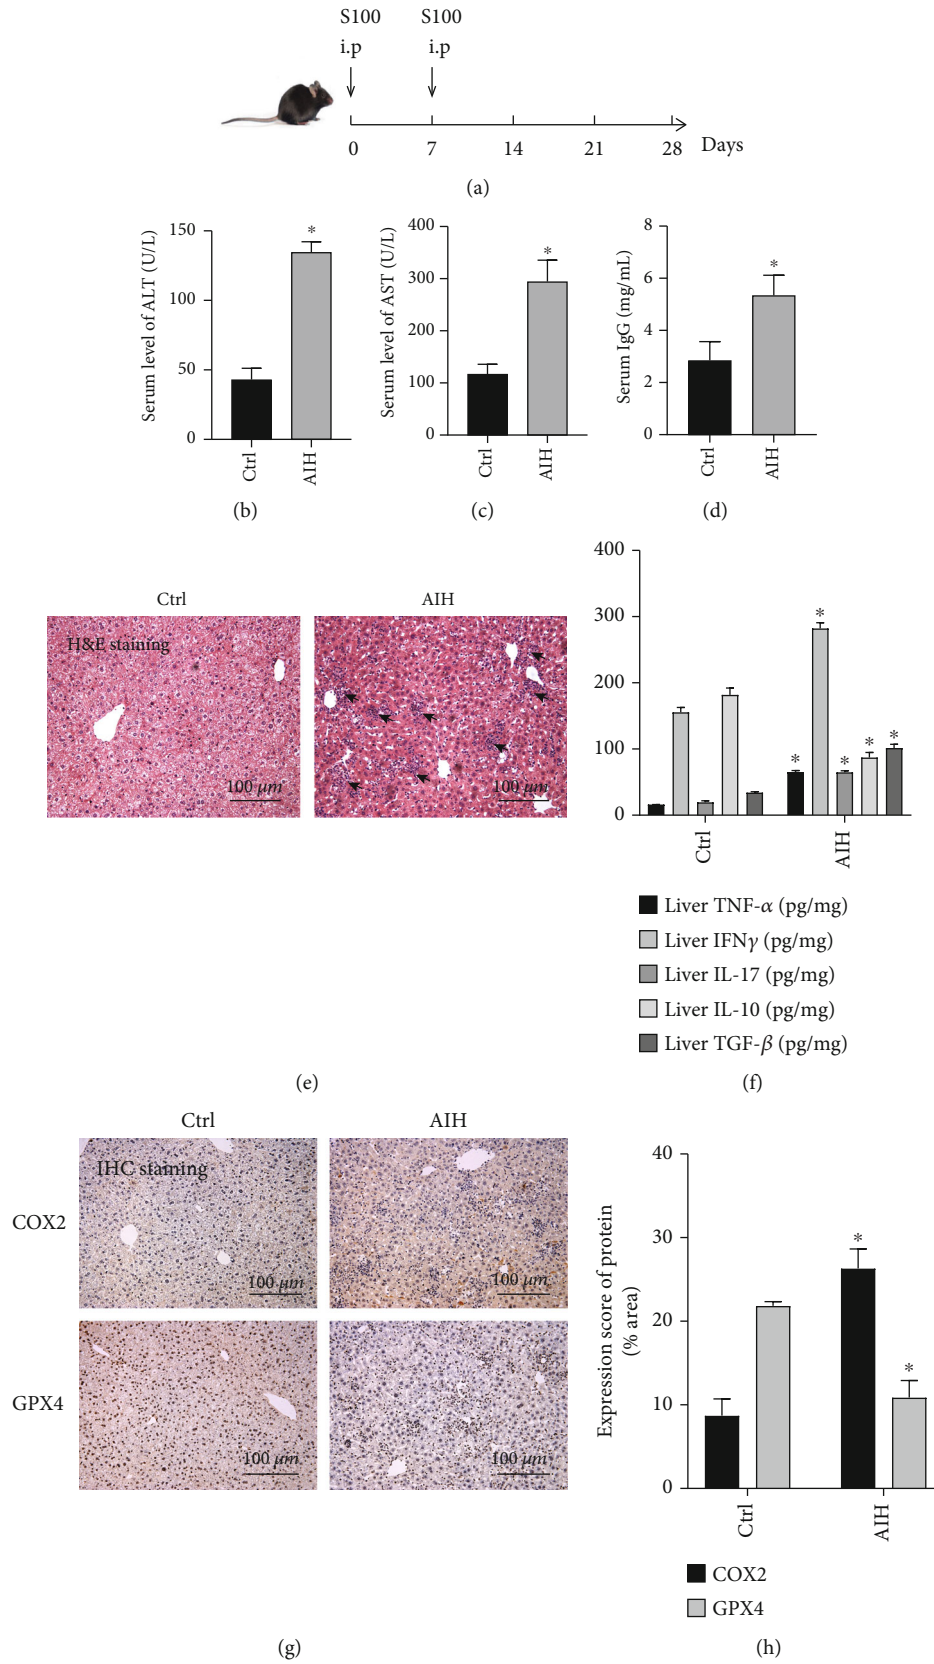 S100 S100
i.p i.p
0 7 14 21 28 Days
(a)
Serum level of ALT (U/L)
150
100
50
0
Ctrl
AIH
*
(b)
Serum level of AST (U/L)
400
300
200
100
0
Ctrl
AIH
*
(c)
Serum IgG (mg/mL)
8
6
4
2
0
Ctrl
AIH
*
(d)
Ctrl AIH
H&E staining
100 μm
100 μm
(e)
400
300
200
100
0
* * * * *
Ctrl
AIH
Liver TNF-α (pg/mg)
Liver IFNγ (pg/mg)
Liver IL-17 (pg/mg)
Liver IL-10 (pg/mg)
Liver TGF-β (pg/mg)
(f)
Ctrl AIH
IHC staining
COX2
100 μm
100 μm
GPX4
100 μm
100 μm
(g)
Expression score of protein
(% area)
40
30
20
10
0
* *
Ctrl
AIH
COX2
GPX4
(h)